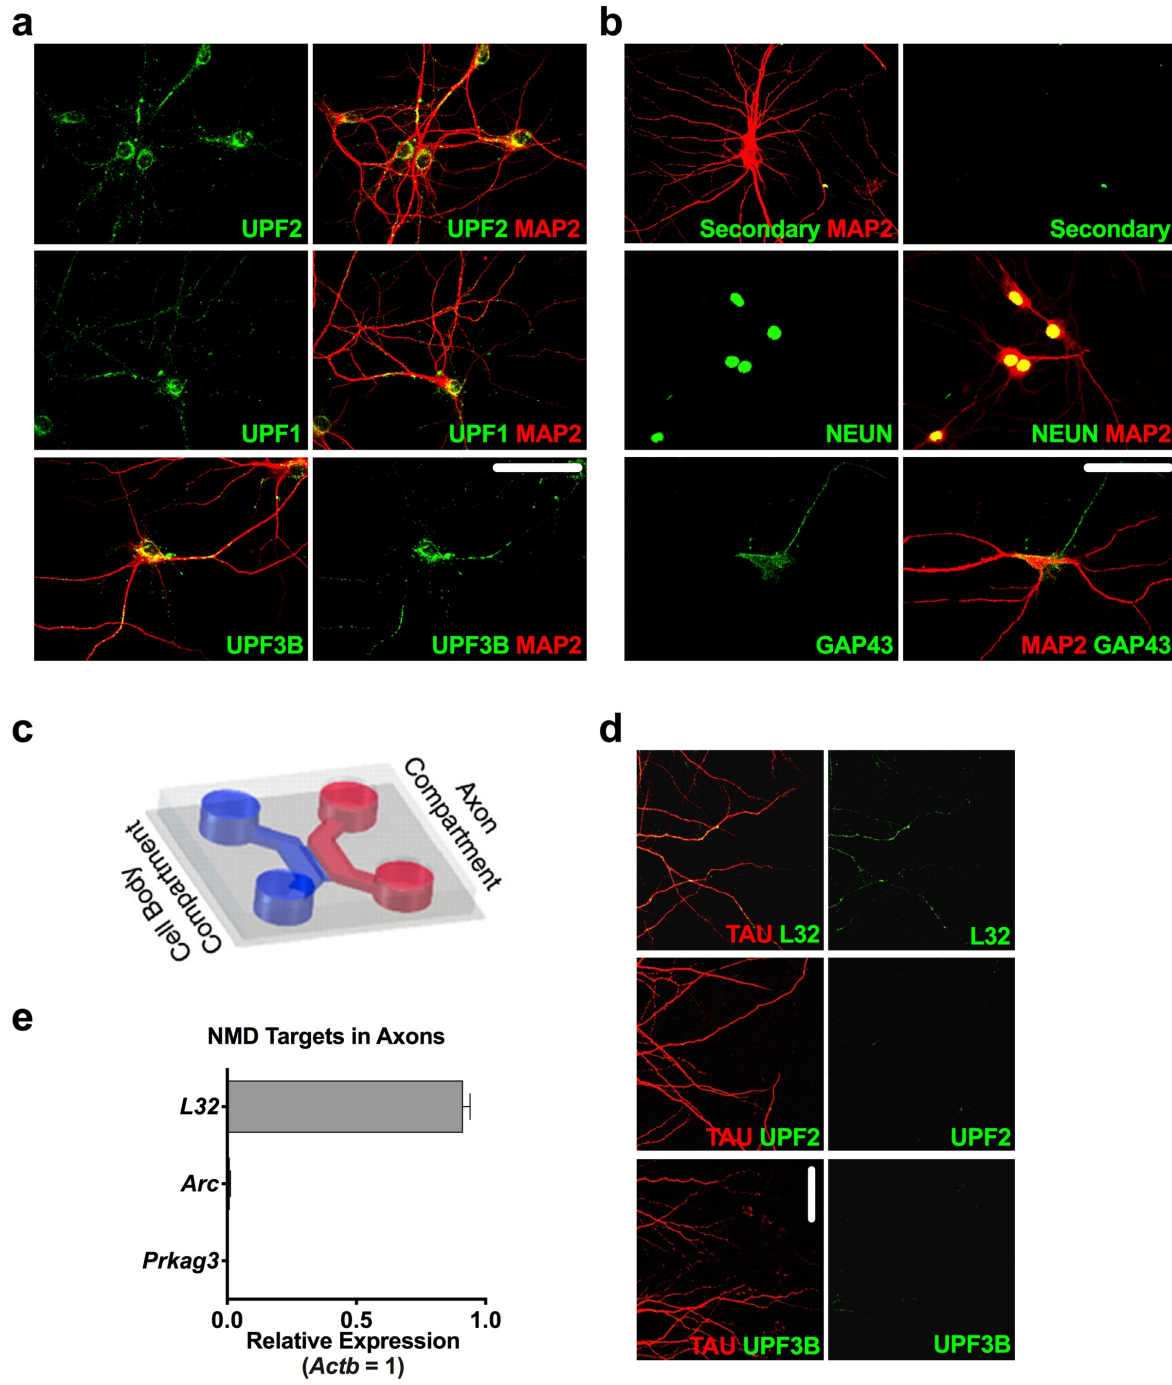 a
UPF2
UPF2 MAP2
UPF1
UPF1 MAP2
UPF3B
UPF3B MAP2
b
Secondary MAP2
Secondary
NEUN
NEUN MAP2
GAP43
MAP2 GAP43
c
Cell Body
Compartment
Axon
Compartment
d
TAU L32
L32
TAU UPF2
UPF2
TAU UPF3B
UPF3B
e
NMD Targets in Axons
L32
Arc
Prkag3
0.0 0.5 1.0
Relative Expression
(Actb = 1)